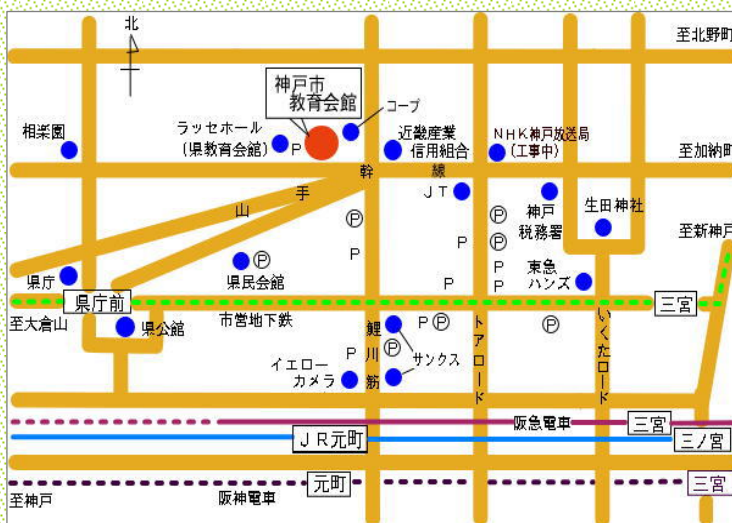 北
至北野町
神戸市
教育会館
コープ
相楽園
ラッセホール
(県教育会館)
P
近畿産業
信用組合
NHK神戸放送局
(工事中)
至加納町
山手幹線
JT
神戸
税務署
生田神社
至新神戸
P
P
P
P
P
P
P
P
県庁
県民会館
P
東急
ハンズ
県庁前
三宮
至大倉山
県公館
市営地下鉄
鯉川筋
P
P
P
P
P
サンクス
トアロード
いくたロード
イエロー
カメラ
阪急電車
三宮
JR元町
三ノ宮
元町
三宮
至神戸
阪神電車